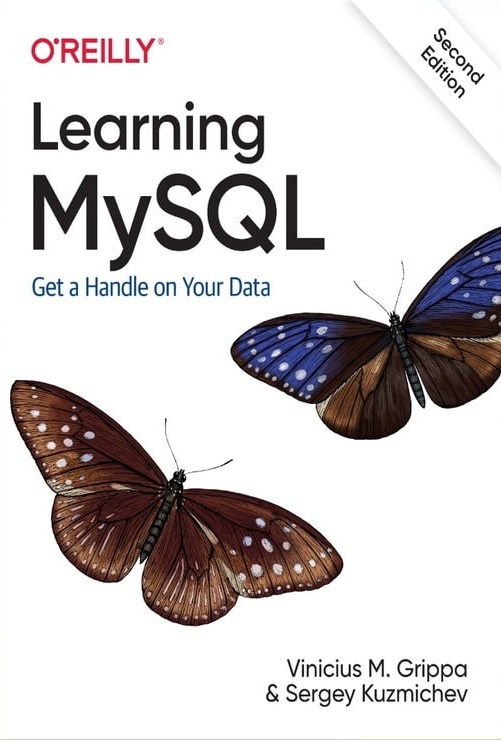 O'REILLY®
Second
Edition
Learning
MySQL
Get a Handle on Your Data
Vinicius M. Grippa
& Sergey Kuzmichev